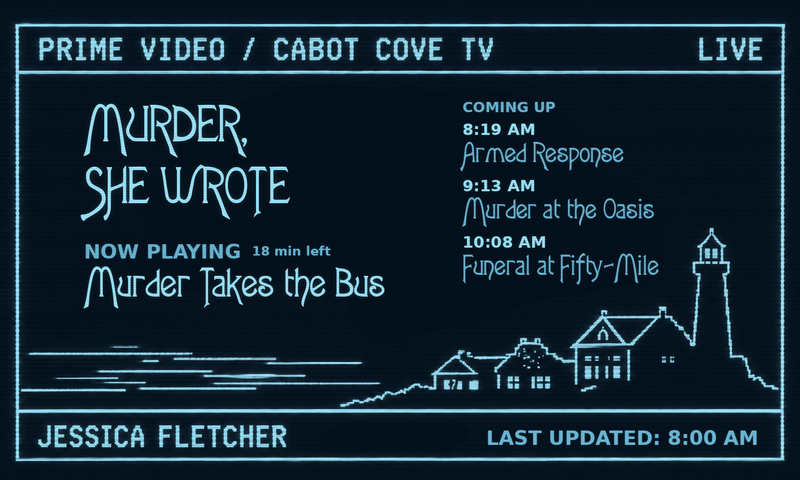 PRIME VIDEO / CABOT COVE TV
LIVE
MURDER,
SHE WROTE
NOW PLAYING 18 min left
Murder Takes the Bus
COMING UP
8:19 AM
Armed Response
9:13 AM
Murder at the Oasis
10:08 AM
Funeral at Fifty-Mile
JESSICA FLETCHER
LAST UPDATED: 8:00 AM